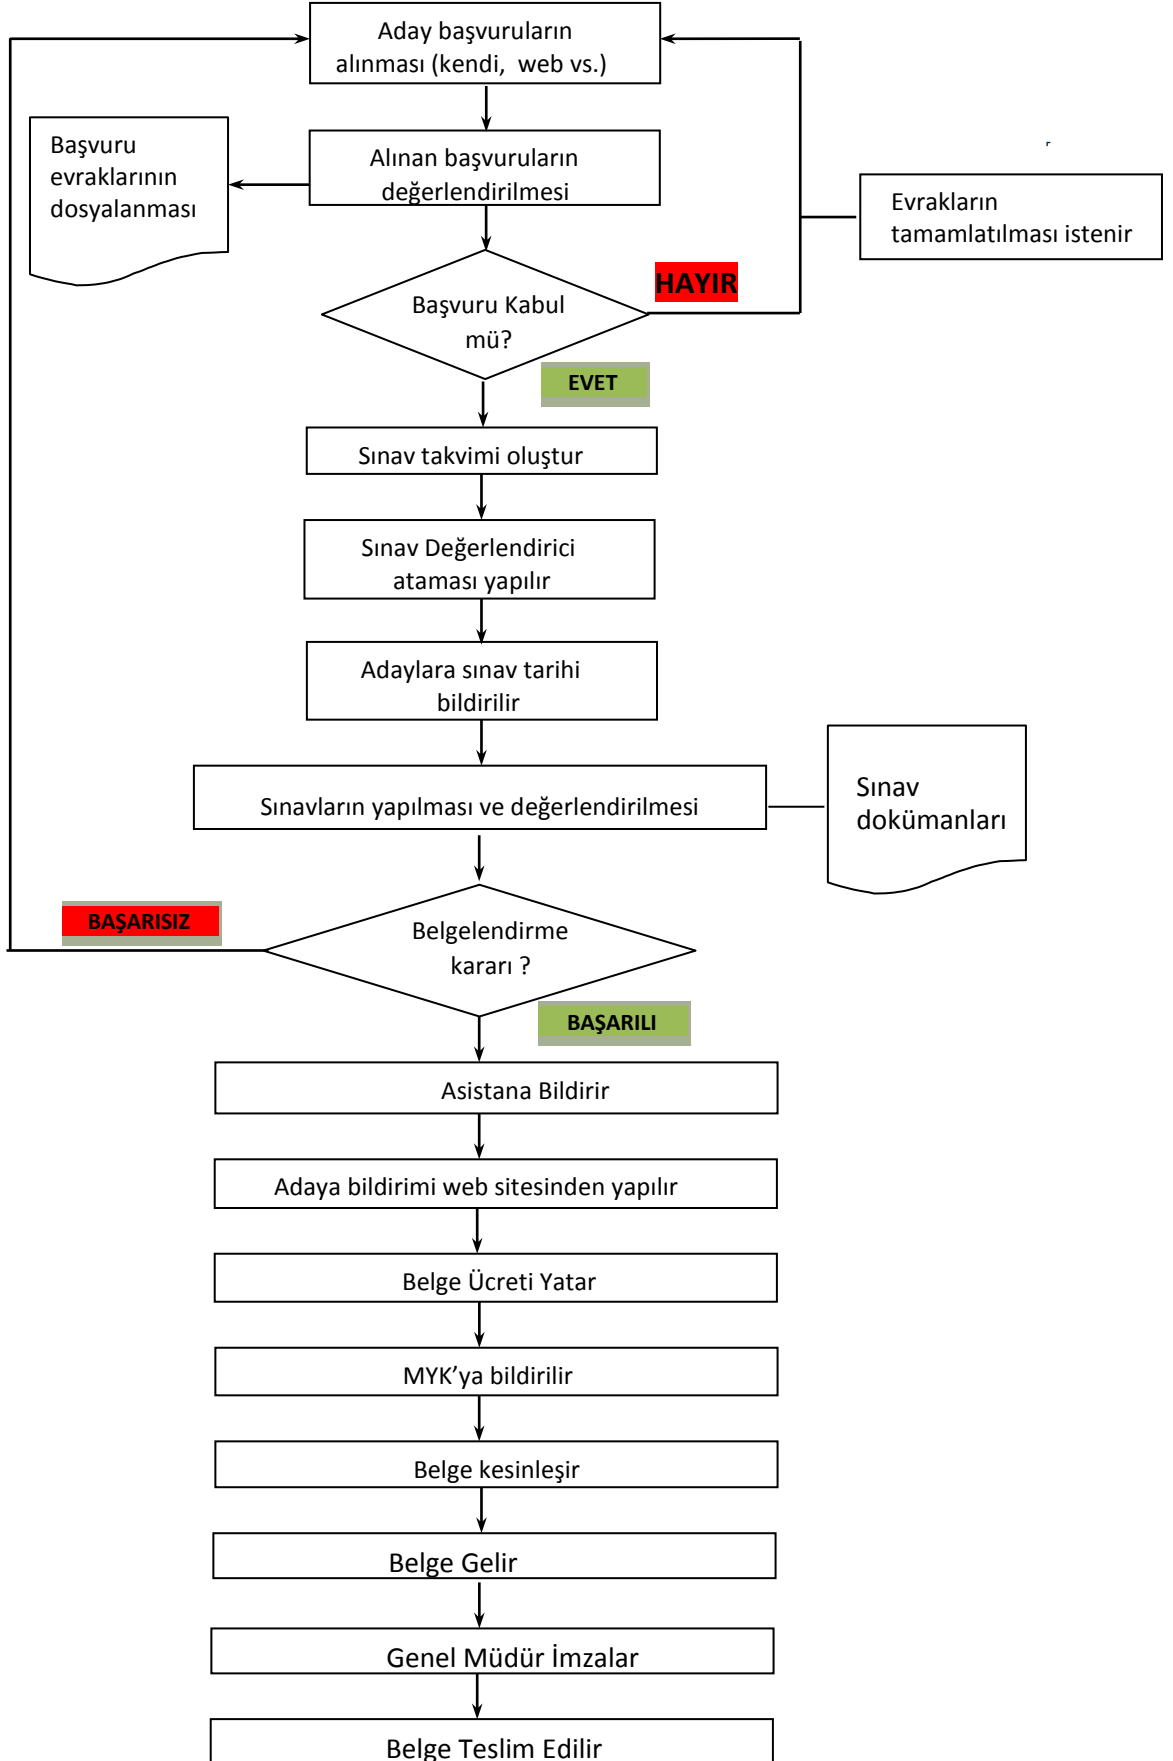 Aday başvuruların
alınması (kendi, web vs.)
Başvuru
evraklarının
dosyalanması
Alınan başvuruların
değerlendirilmesi
Evrakların
tamamlatılması istenir
HAYIR
Başvuru Kabul
mü?
EVET
Sınav takvimi oluştur
Sınav Değerlendirici
ataması yapılır
Adaylara sınav tarihi
bildirilir
Sınavların yapılması ve değerlendirilmesi
Sınav
dokümanları
BAŞARISIZ
Belgelendirme
kararı ?
BAŞARILI
Asistana Bildirir
Adaya bildirimi web sitesinden yapılır
Belge Ücreti Yatar
MYK’ya bildirilir
Belge kesinleşir
Belge Gelir
Genel Müdür İmzalar
Belge Teslim Edilir